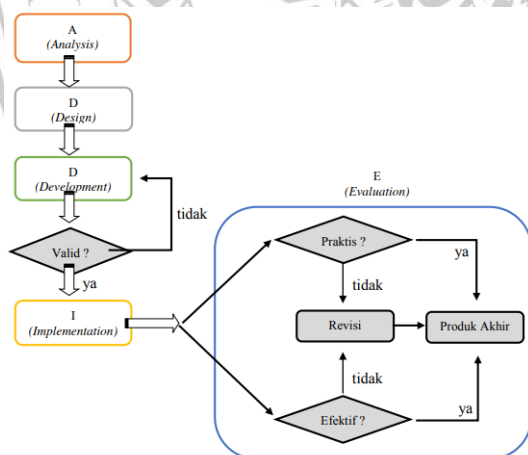 A
(Analysis)
D
(Design)
D
(Development)
tidak
Valid ?
ya
I
(Implementation)
E
(Evaluation)
Praktis ?
ya
tidak
Revisi
Produk Akhir
tidak
Efektif ?
ya